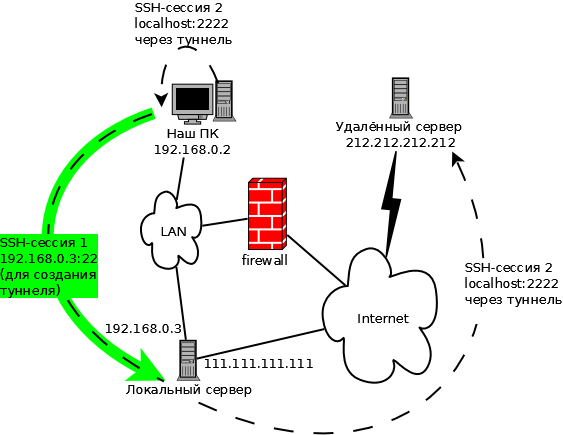 SSH-сессия 2
localhost:2222
через туннель
Наш ПК
192.168.0.2
Удалённый сервер
212.212.212.212
LAN
firewall
SSH-сессия 1
192.168.0.3:22
(для создания
туннеля)
SSH-сессия 2
localhost:2222
через туннель
Internet
192.168.0.3
111.111.111.111
Локальный сервер